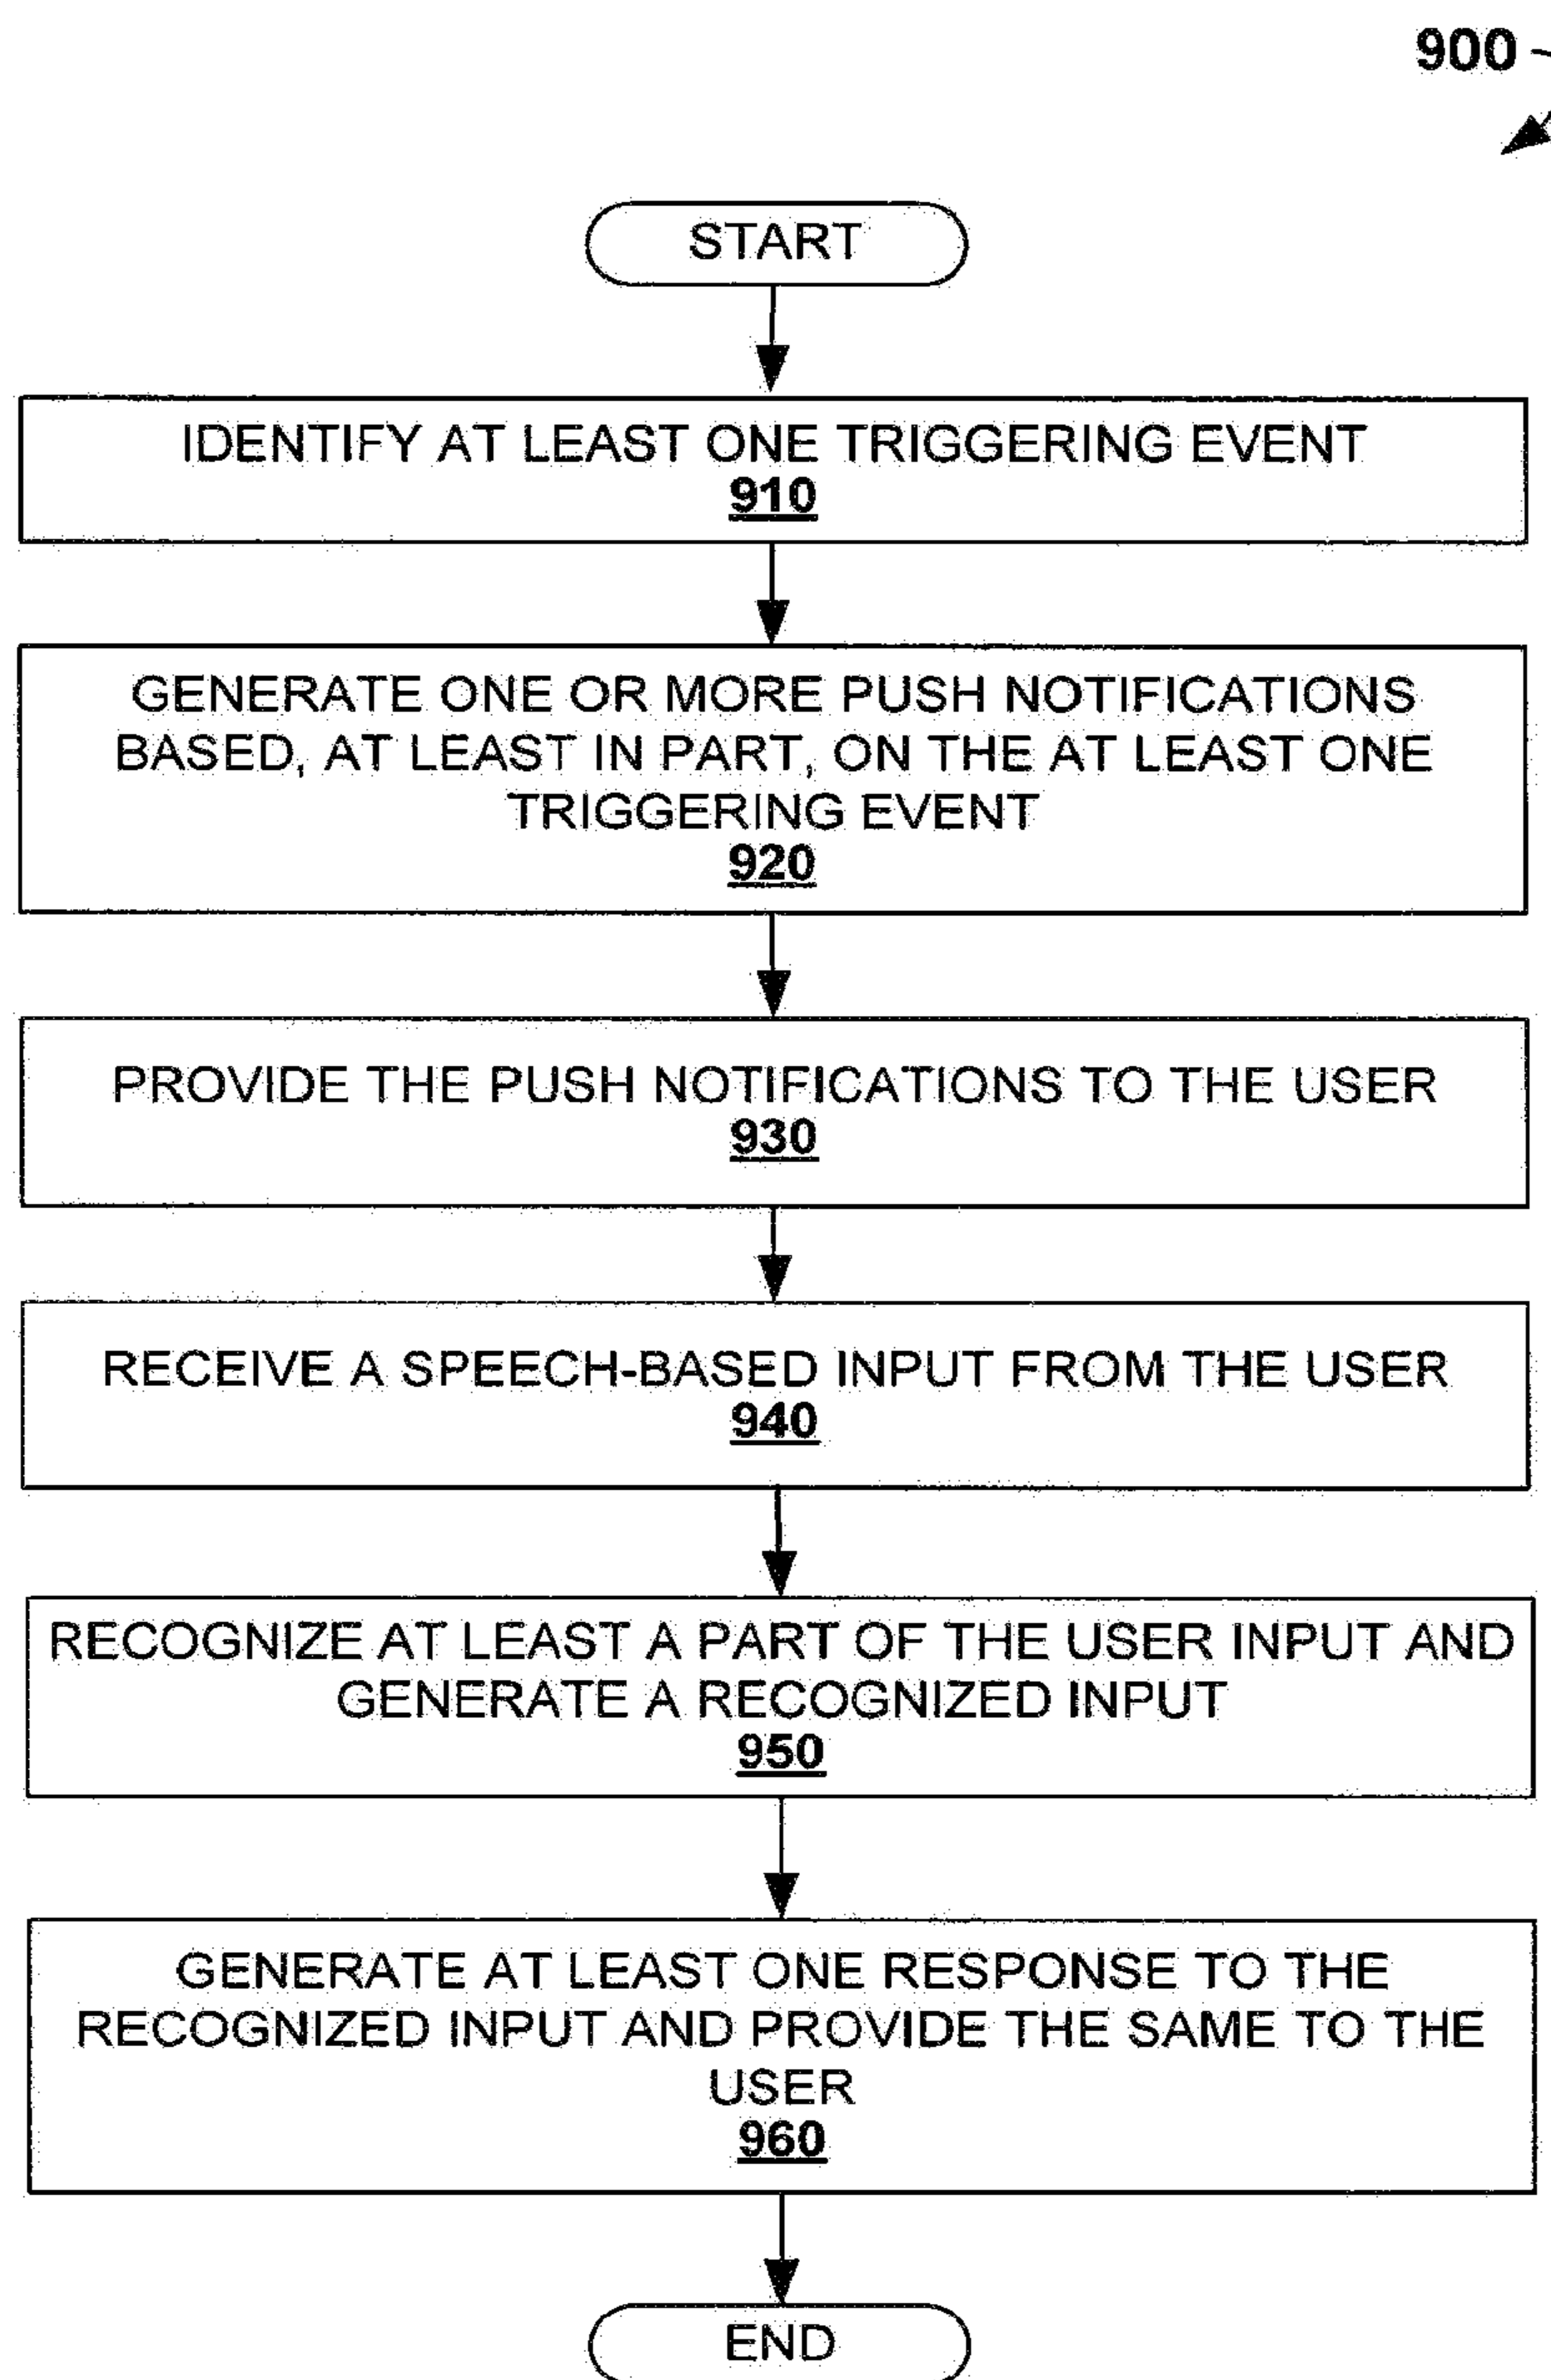 900
START
IDENTIFY AT LEAST ONE TRIGGERING EVENT
910
GENERATE ONE OR MORE PUSH NOTIFICATIONS
BASED, AT LEAST IN PART, ON THE AT LEAST ONE
TRIGGERING EVENT
920
PROVIDE THE PUSH NOTIFICATIONS TO THE USER
930
RECEIVE A SPEECH-BASED INPUT FROM THE USER
940
RECOGNIZE AT LEAST A PART OF THE USER INPUT AND
GENERATE A RECOGNIZED INPUT
950
GENERATE AT LEAST ONE RESPONSE TO THE
RECOGNIZED INPUT AND PROVIDE THE SAME TO THE
USER
960
END